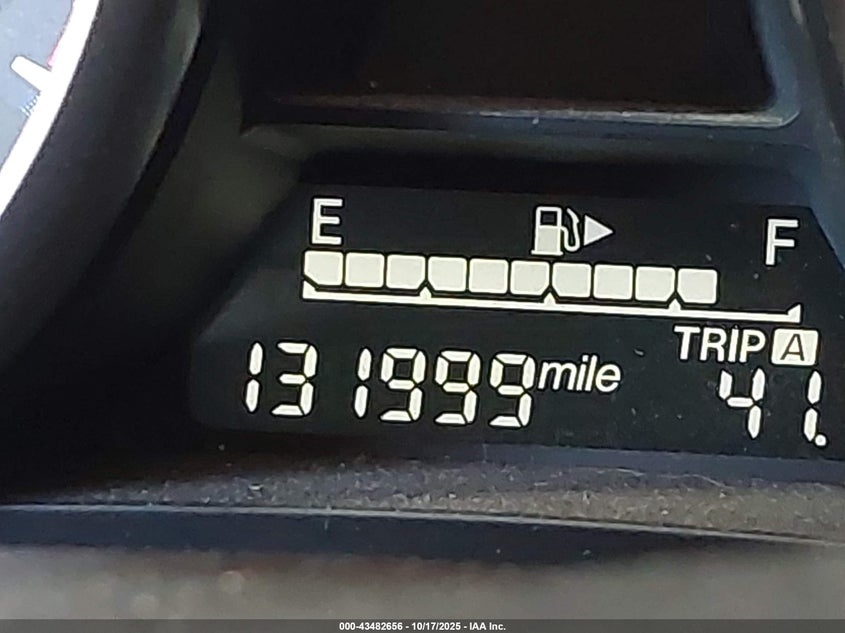 E F
TRIP A
131999 mile 41.
000-43482656 - 10/17/2025 - IAA Inc.